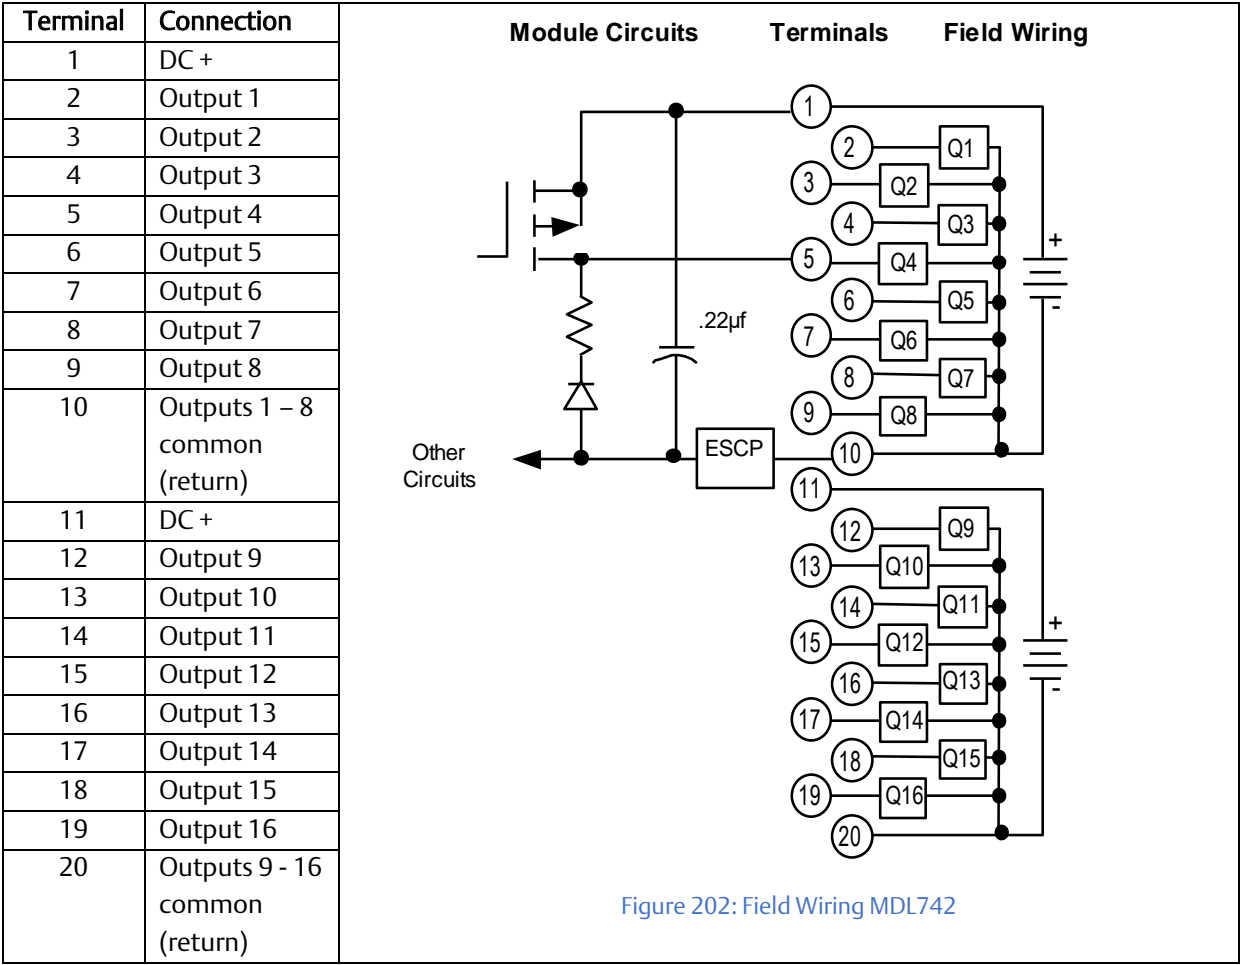 Terminal Connection
1 DC +
2 Output 1
3 Output 2
4 Output 3
5 Output 4
6 Output 5
7 Output 6
8 Output 7
9 Output 8
10 Outputs 1 – 8
common
(return)
11 DC +
12 Output 9
13 Output 10
14 Output 11
15 Output 12
16 Output 13
17 Output 14
18 Output 15
19 Output 16
20 Outputs 9 - 16
common
(return)
Module Circuits Terminals Field Wiring
1
2 Q1
3 Q2
4 Q3
+
5 Q4
6 Q5
-
.22µf
7 Q6
8 Q7
9 Q8
Other
Circuits
ESCP
10
11
12 Q9
13 Q10
14 Q11
+
15 Q12
16 Q13
-
17 Q14
18 Q15
19 Q16
20
Figure 202: Field Wiring MDL742